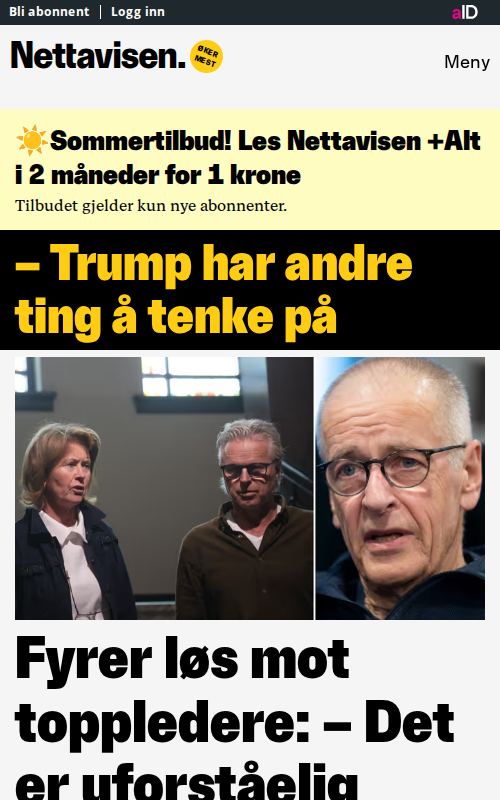 Bli abonnent | Logg inn
aID
Nettavisen.
ØKER
MEST
Meny
Sommertilbud! Les Nettavisen +Alt
i 2 måneder for 1 krone
Tilbudet gjelder kun nye abonnenter.
– Trump har andre
ting å tenke på
Fyrer løs mot
toppledere: – Det
er uforståelig